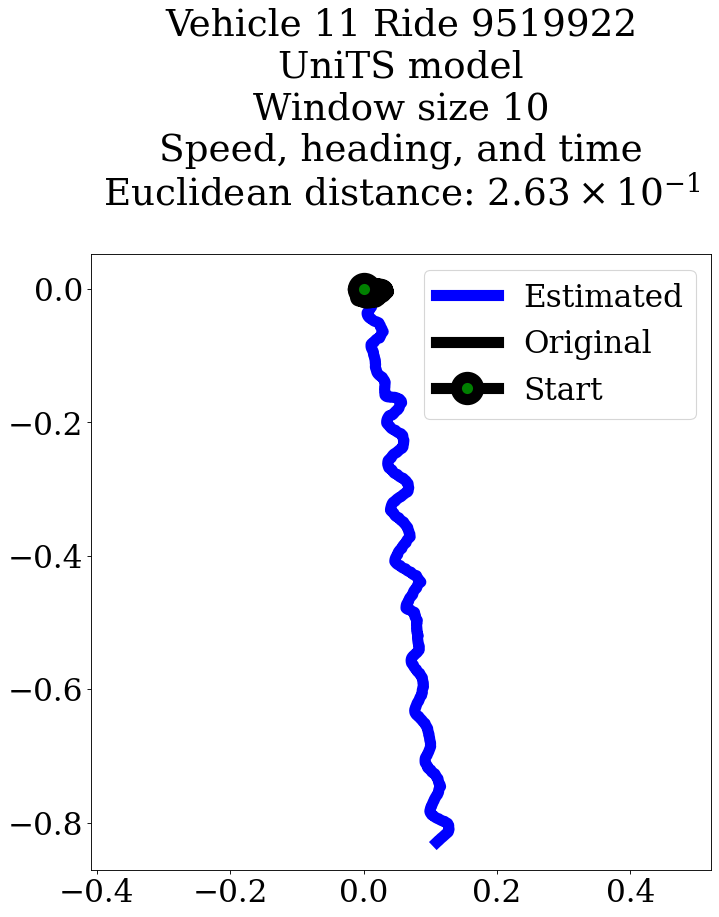 Vehicle 11 Ride 9519922
UniTS model
Window size 10
Speed, heading, and time
Euclidean distance: 2.63 × 10⁻¹
Estimated
Original
Start
0.0
−0.2
−0.4
−0.6
−0.8
−0.4 −0.2 0.0 0.2 0.4